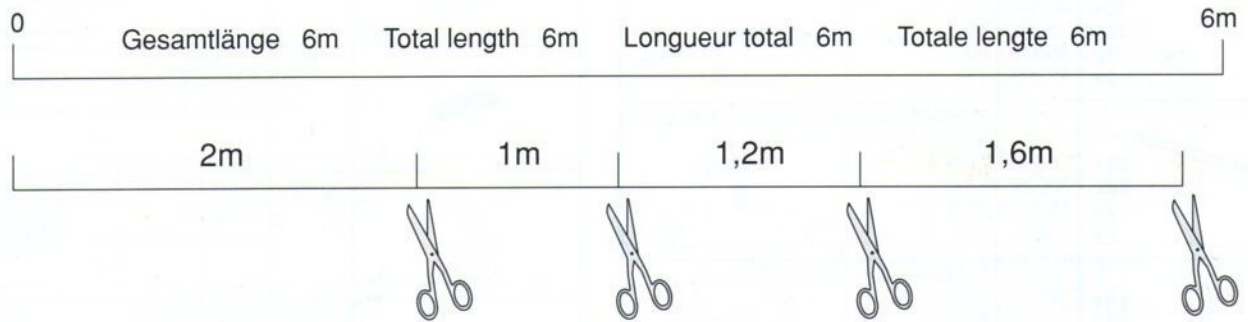 0 6m
Gesamtlänge 6m Total length 6m Longueur total 6m Totale lengte 6m
2m 1m 1,2m 1,6m